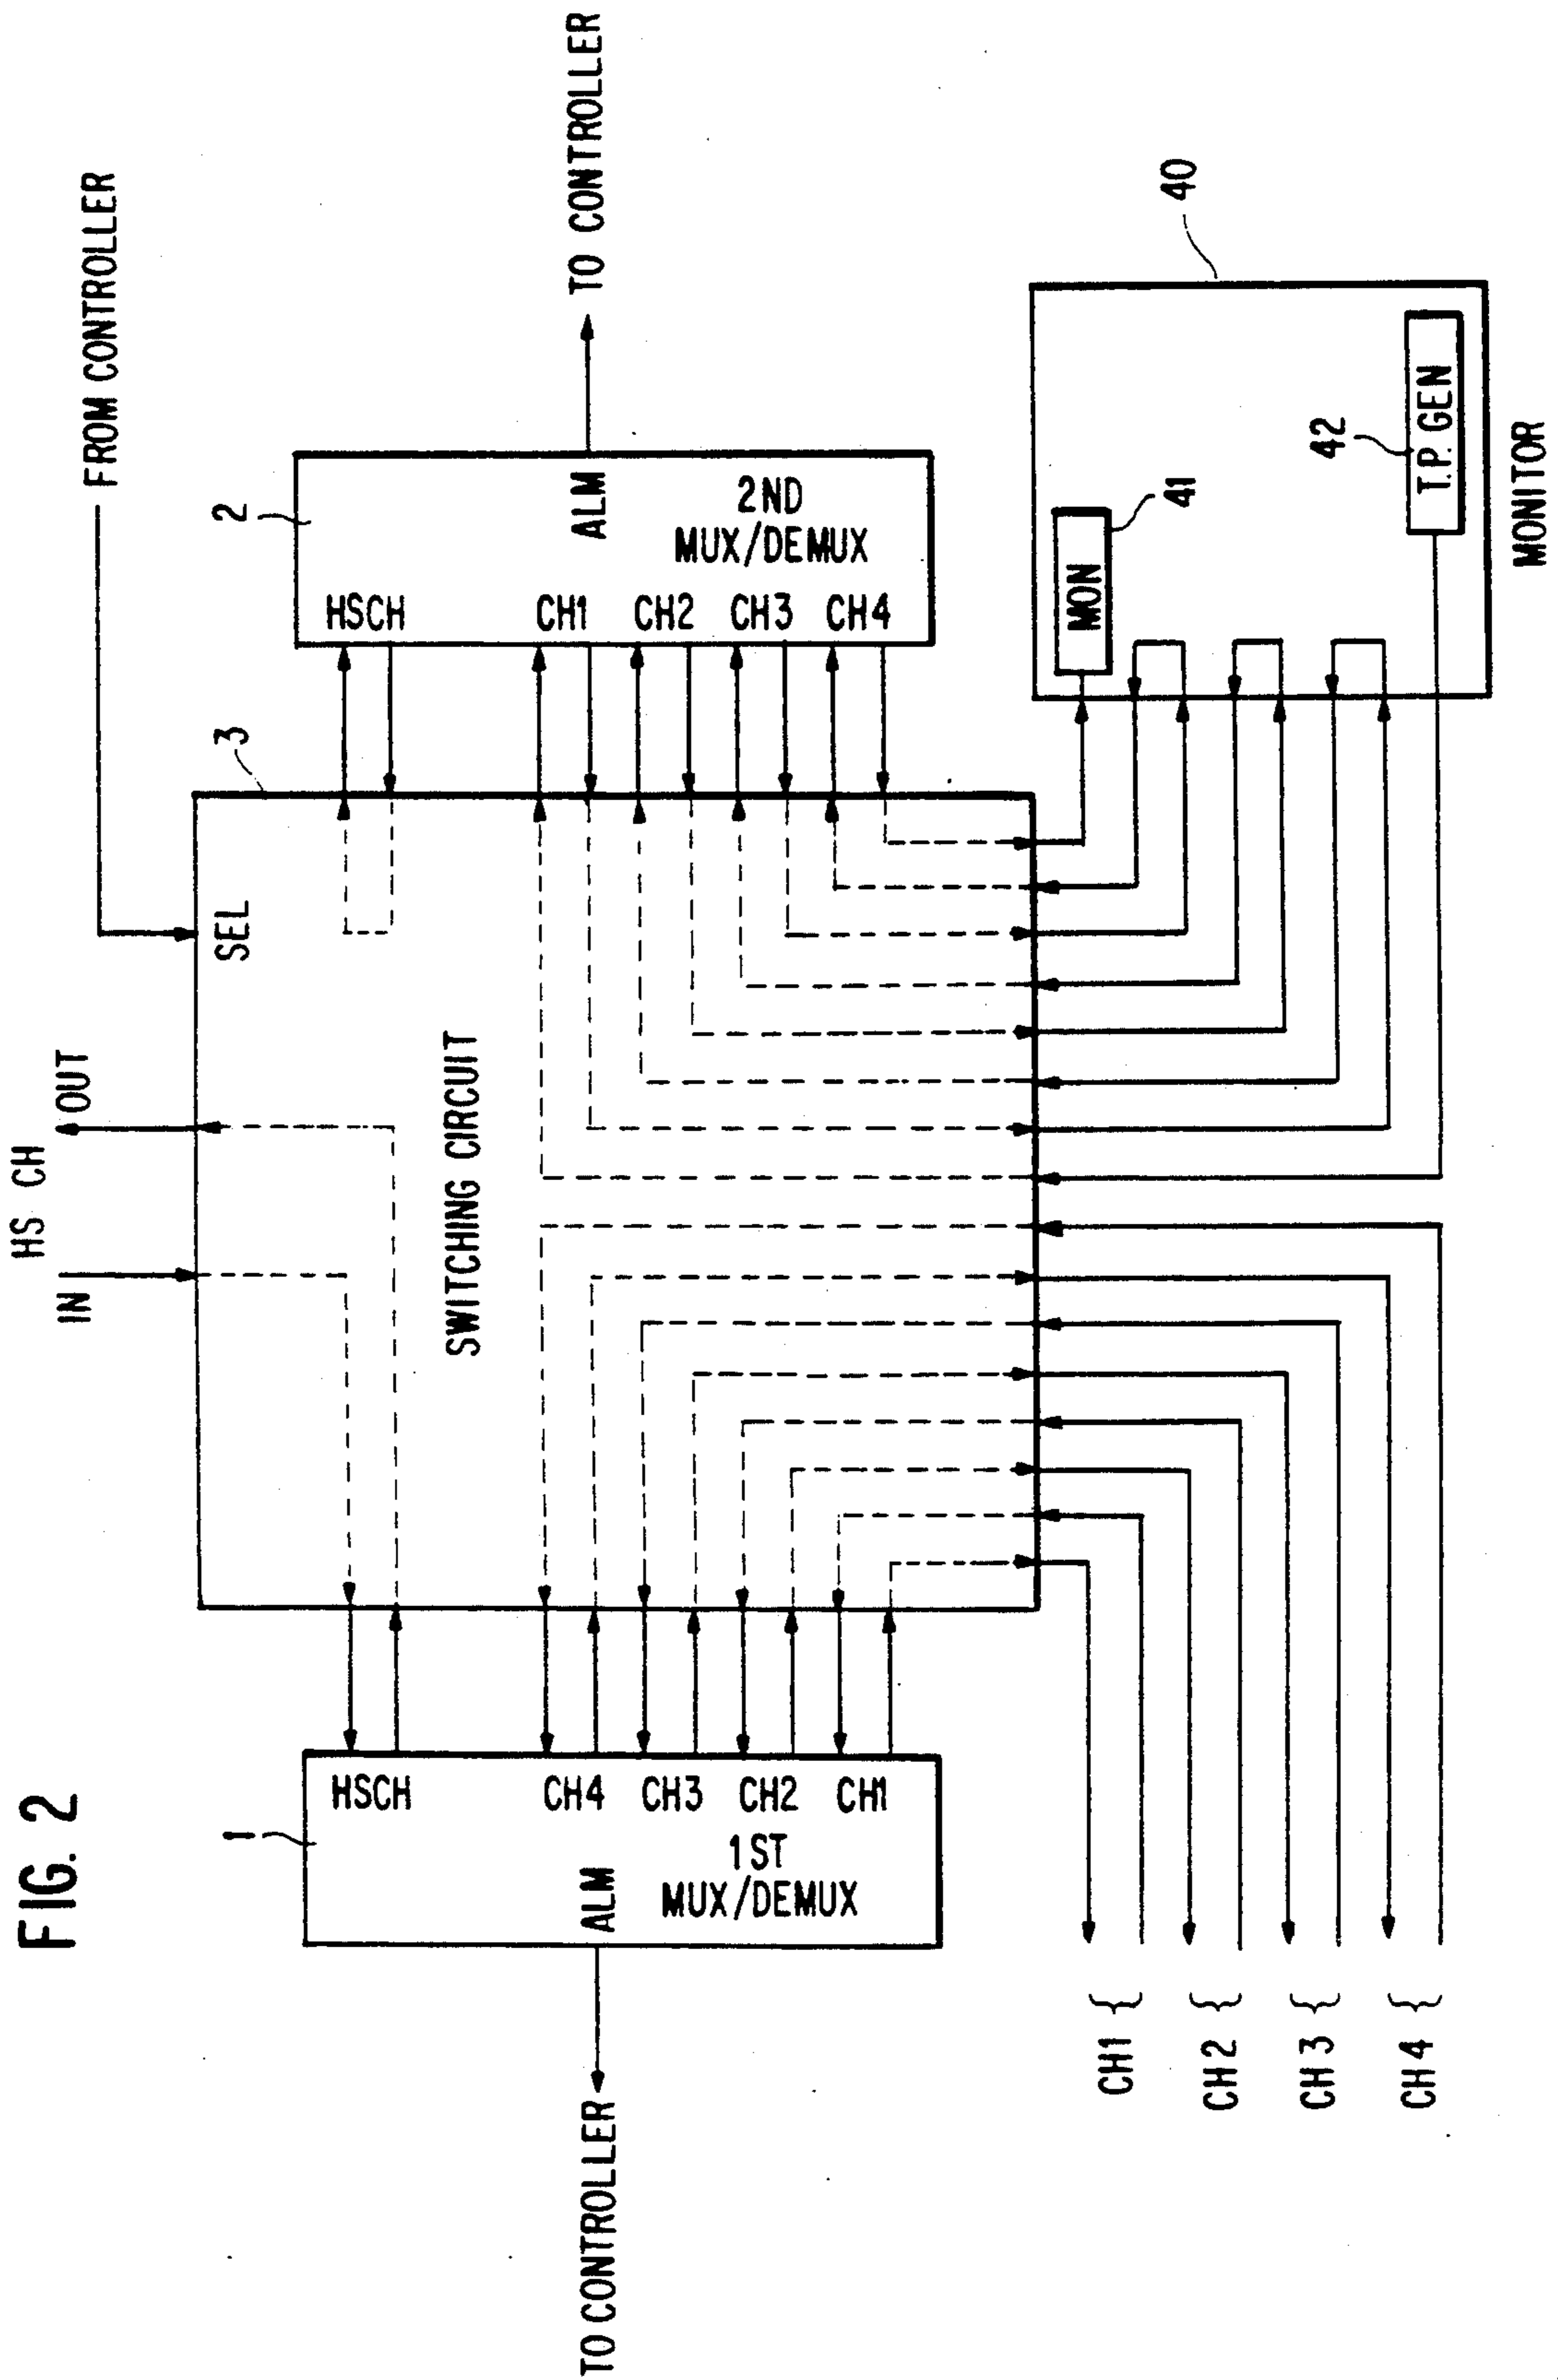 FIG. 2
HS CH
IN
OUT
FROM CONTROLLER
1
3
2
SEL
HSCH
HSCH
SWITCHING CIRCUIT
CH4
CH3
CH2
CH1
ALM
1ST
MUX/DEMUX
CH1
CH2
CH3
CH4
ALM
2ND
MUX/DEMUX
TO CONTROLLER
TO CONTROLLER
CH1
CH2
CH3
CH4
MON
41
40
42
T.P. GEN
MONITOR